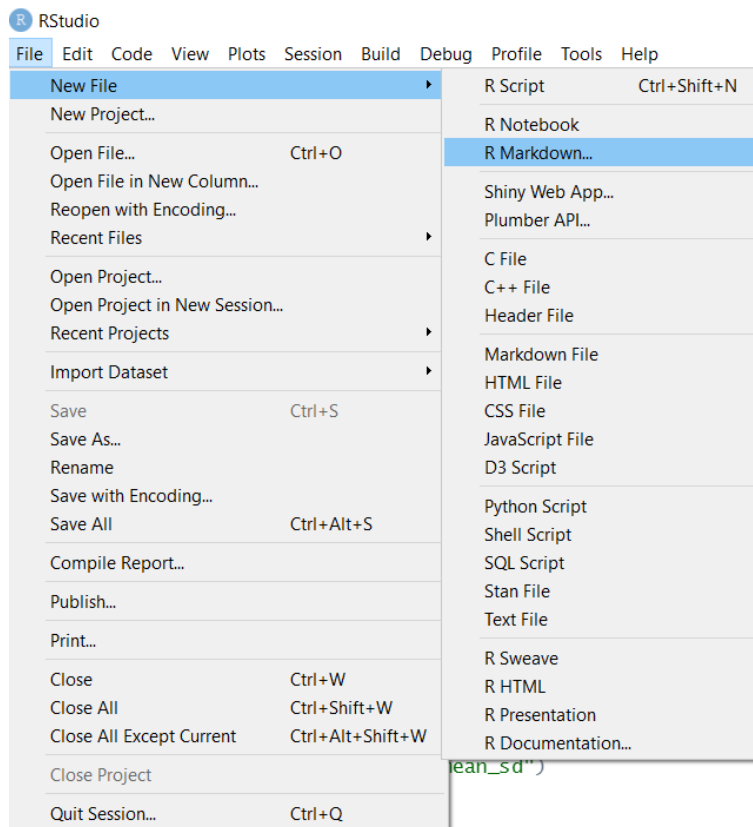 R RStudio
File Edit Code View Plots Session Build Debug Profile Tools Help
New File
New Project...
Open File... Ctrl+O
Open File in New Column...
Reopen with Encoding...
Recent Files
Open Project...
Open Project in New Session...
Recent Projects
Import Dataset
Save Ctrl+S
Save As...
Rename
Save with Encoding...
Save All Ctrl+Alt+S
Compile Report...
Publish...
Print...
Close Ctrl+W
Close All Ctrl+Shift+W
Close All Except Current Ctrl+Alt+Shift+W
Close Project
Quit Session... Ctrl+Q
R Script Ctrl+Shift+N
R Notebook
R Markdown...
Shiny Web App...
Plumber API...
C File
C++ File
Header File
Markdown File
HTML File
CSS File
JavaScript File
D3 Script
Python Script
Shell Script
SQL Script
Stan File
Text File
R Sweave
R HTML
R Presentation
R Documentation...
ean_sd")